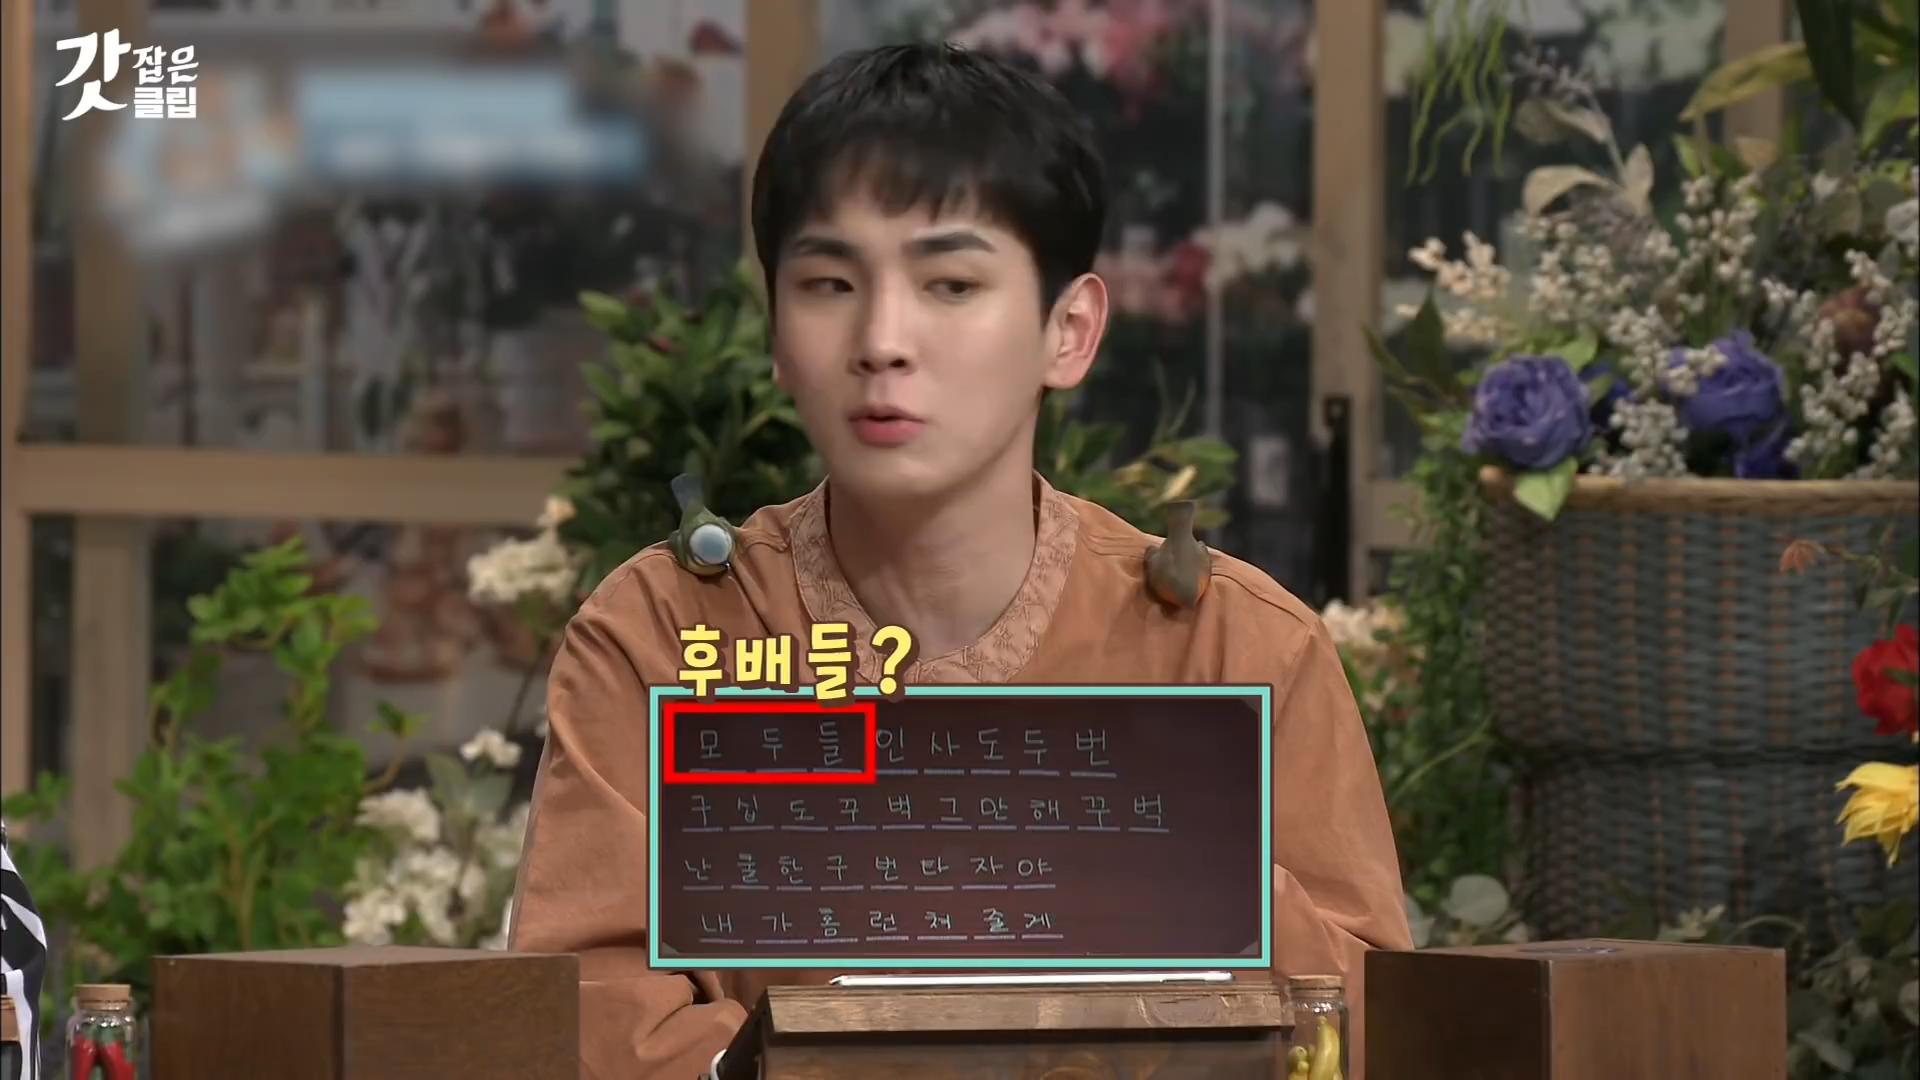 갓 잡은
클립
후배들?
모두들인사도두번
구십도꾸벅그만해꾸벅
난쿨한구번타자야
내가홈런쳐줄게